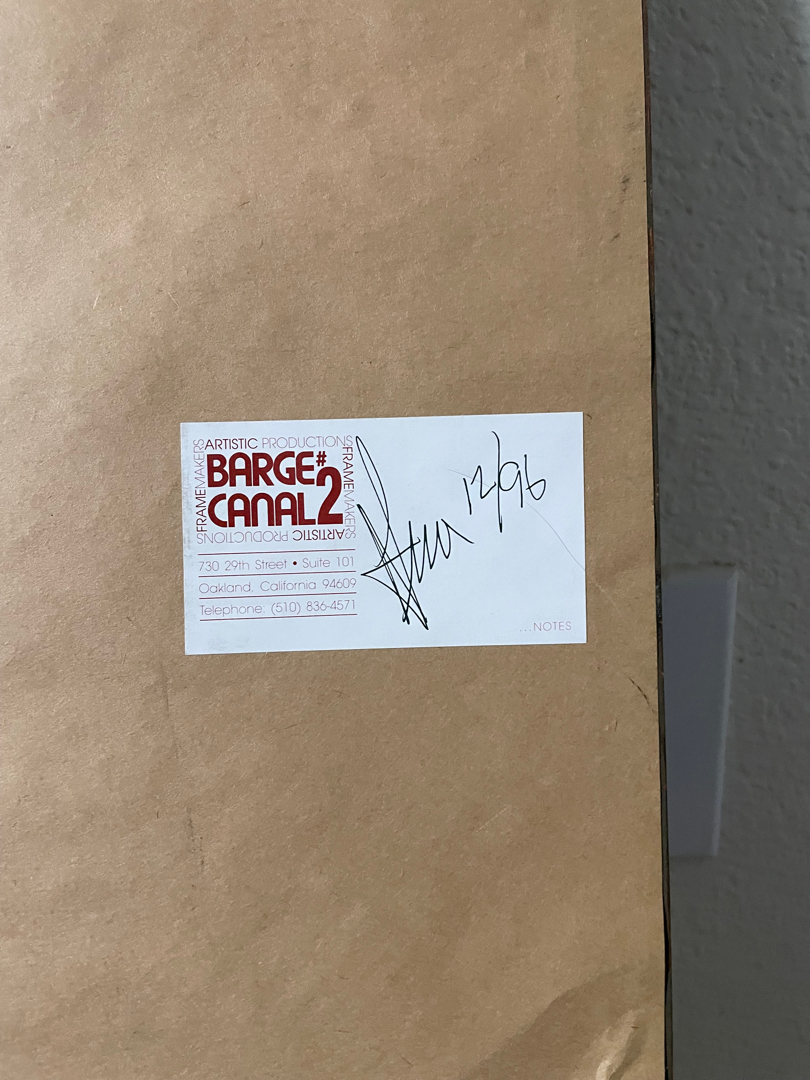 ARTISTIC PRODUCTIONS
FRAMEMAKERS
BARGE #2
CANAL
FRAMEMAKERS
ARTISTIC PRODUCTIONS
730 29th Street • Suite 101
Oakland, California 94609
Telephone: (510) 836-4571
12/96
...NOTES